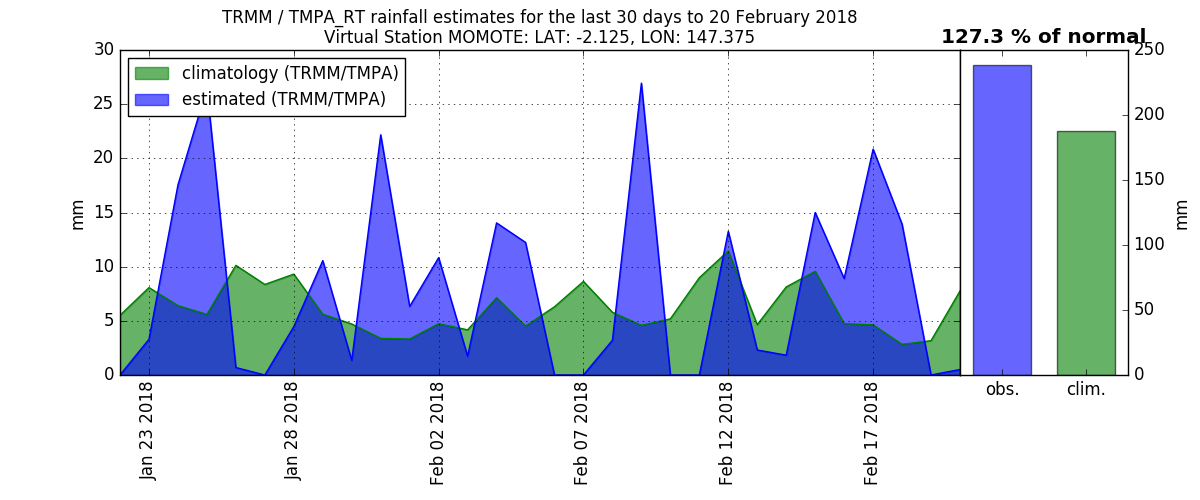 TRMM / TMPA_RT rainfall estimates for the last 30 days to 20 February 2018
Virtual Station MOMOTE: LAT: -2.125, LON: 147.375
127.3 % of normal
climatology (TRMM/TMPA)
estimated (TRMM/TMPA)
30
25
20
15
10
5
0
mm
Jan 23 2018
Jan 28 2018
Feb 02 2018
Feb 07 2018
Feb 12 2018
Feb 17 2018
obs.
clim.
250
200
150
100
50
0
mm